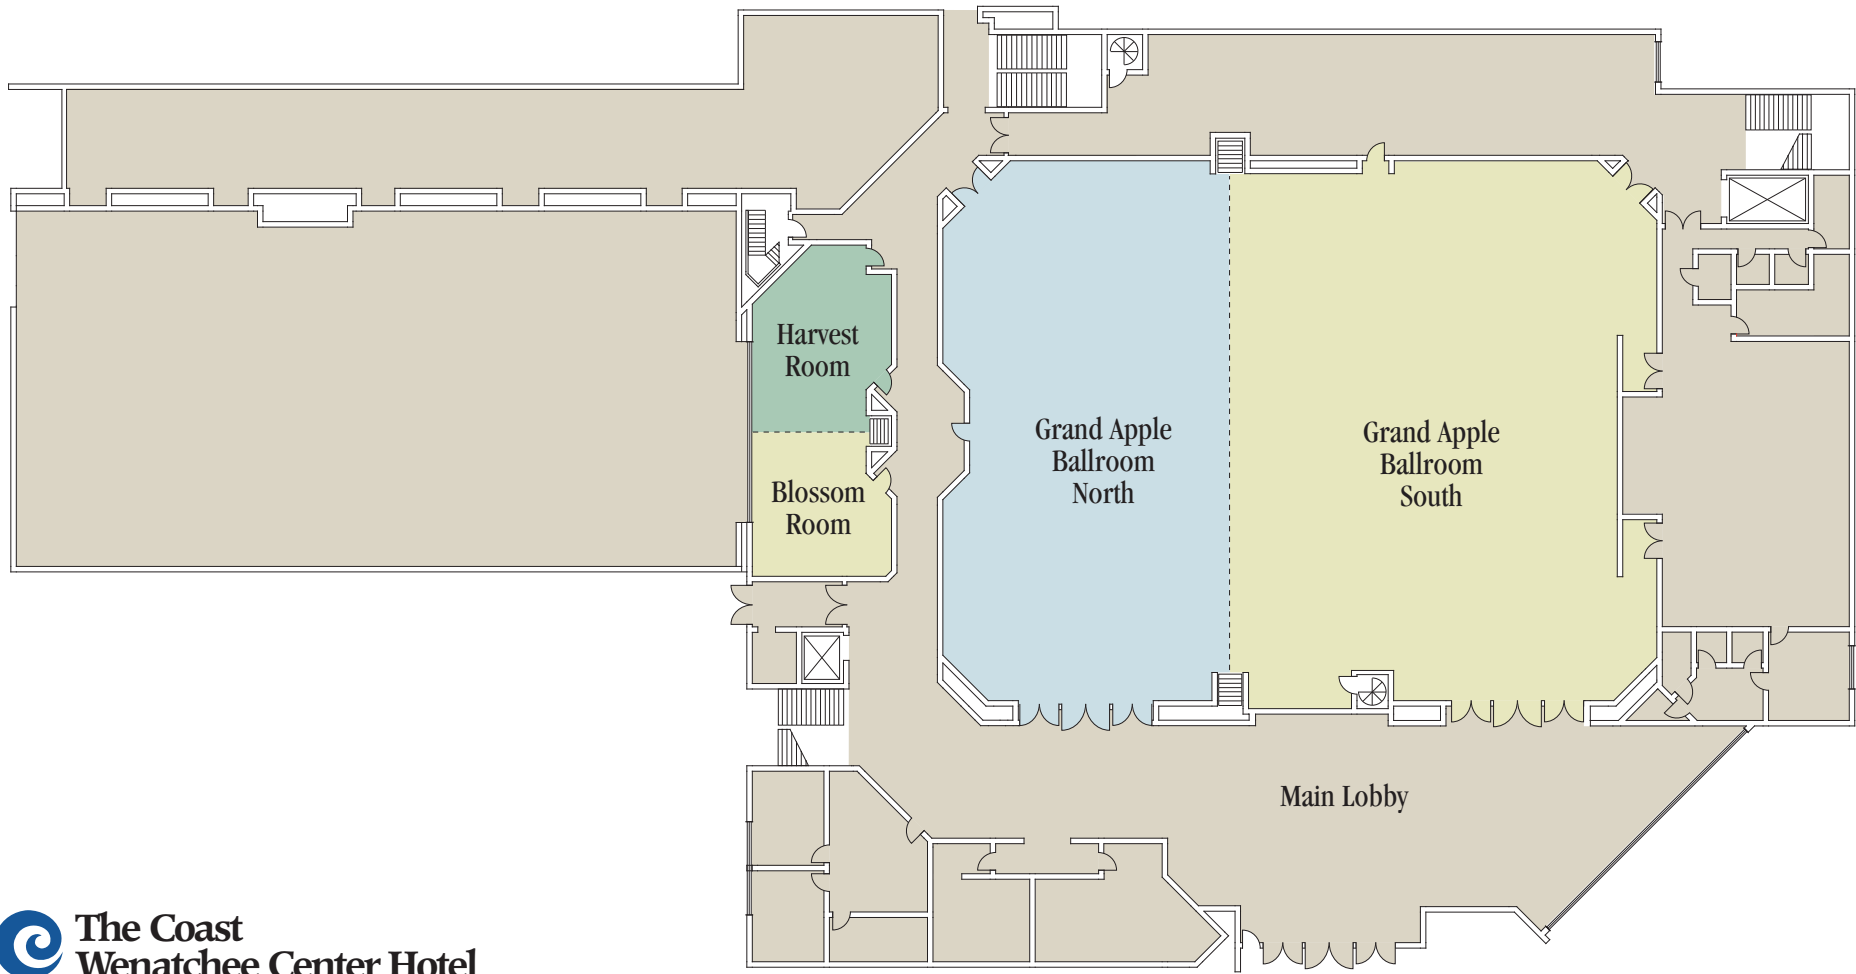 Harvest
Room
Blossom
Room
Grand Apple
Ballroom
North
Grand Apple
Ballroom
South
Main Lobby
The Coast
Wenatchee Center Hotel